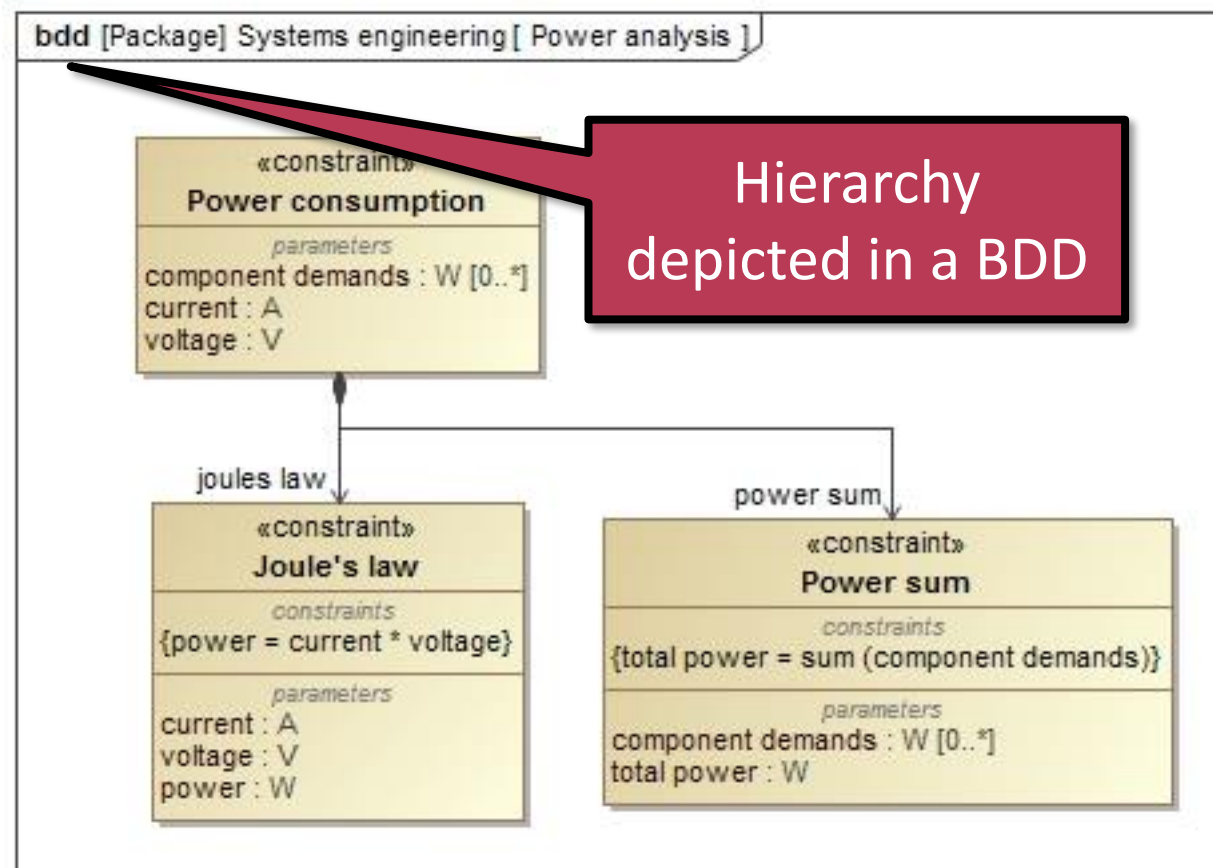 bdd [Package] Systems engineering [ Power analysis ]
Hierarchy
depicted in a BDD
«constraint»
Power consumption
parameters
component demands : W [0..*]
current : A
voltage : V
joules law
power sum
«constraint»
Joule's law
constraints
{power = current * voltage}
parameters
current : A
voltage : V
power : W
«constraint»
Power sum
constraints
{total power = sum (component demands)}
parameters
component demands : W [0..*]
total power : W